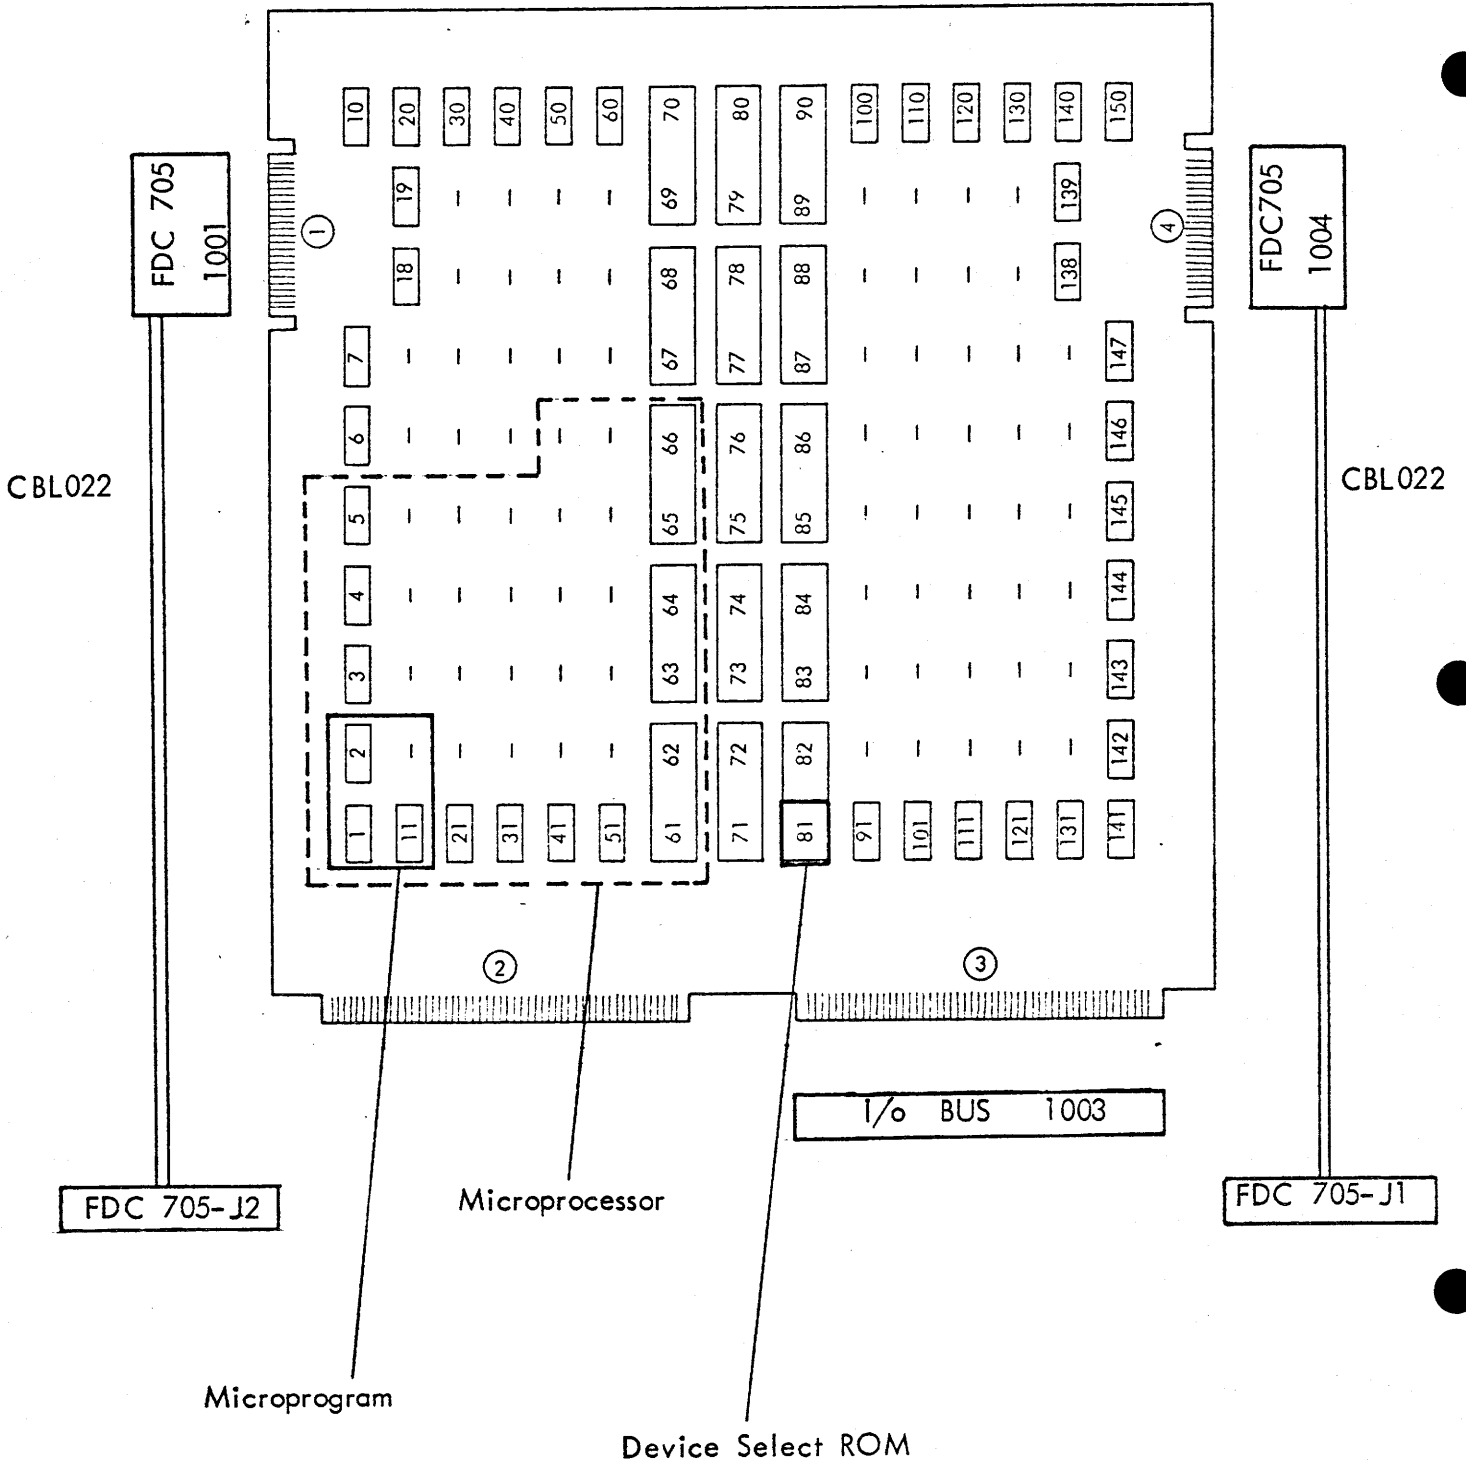 10 20 30 40 50 60 70 80 90 100 110 120 130 140 150
FDC 705
1001
19 69 79 89 139
FDC705
1004
1
4
18 68 78 88 138
7 67 77 87 147
6 66 76 86 146
CBL022
CBL022
5 65 75 85 145
4 64 74 84 144
3 63 73 83 143
2 62 72 82 142
1 11 21 31 41 51 61 71 81 91 101 111 121 131 141
2
3
I/o BUS 1003
FDC 705-J2
Microprocessor
FDC 705-J1
Microprogram
Device Select ROM